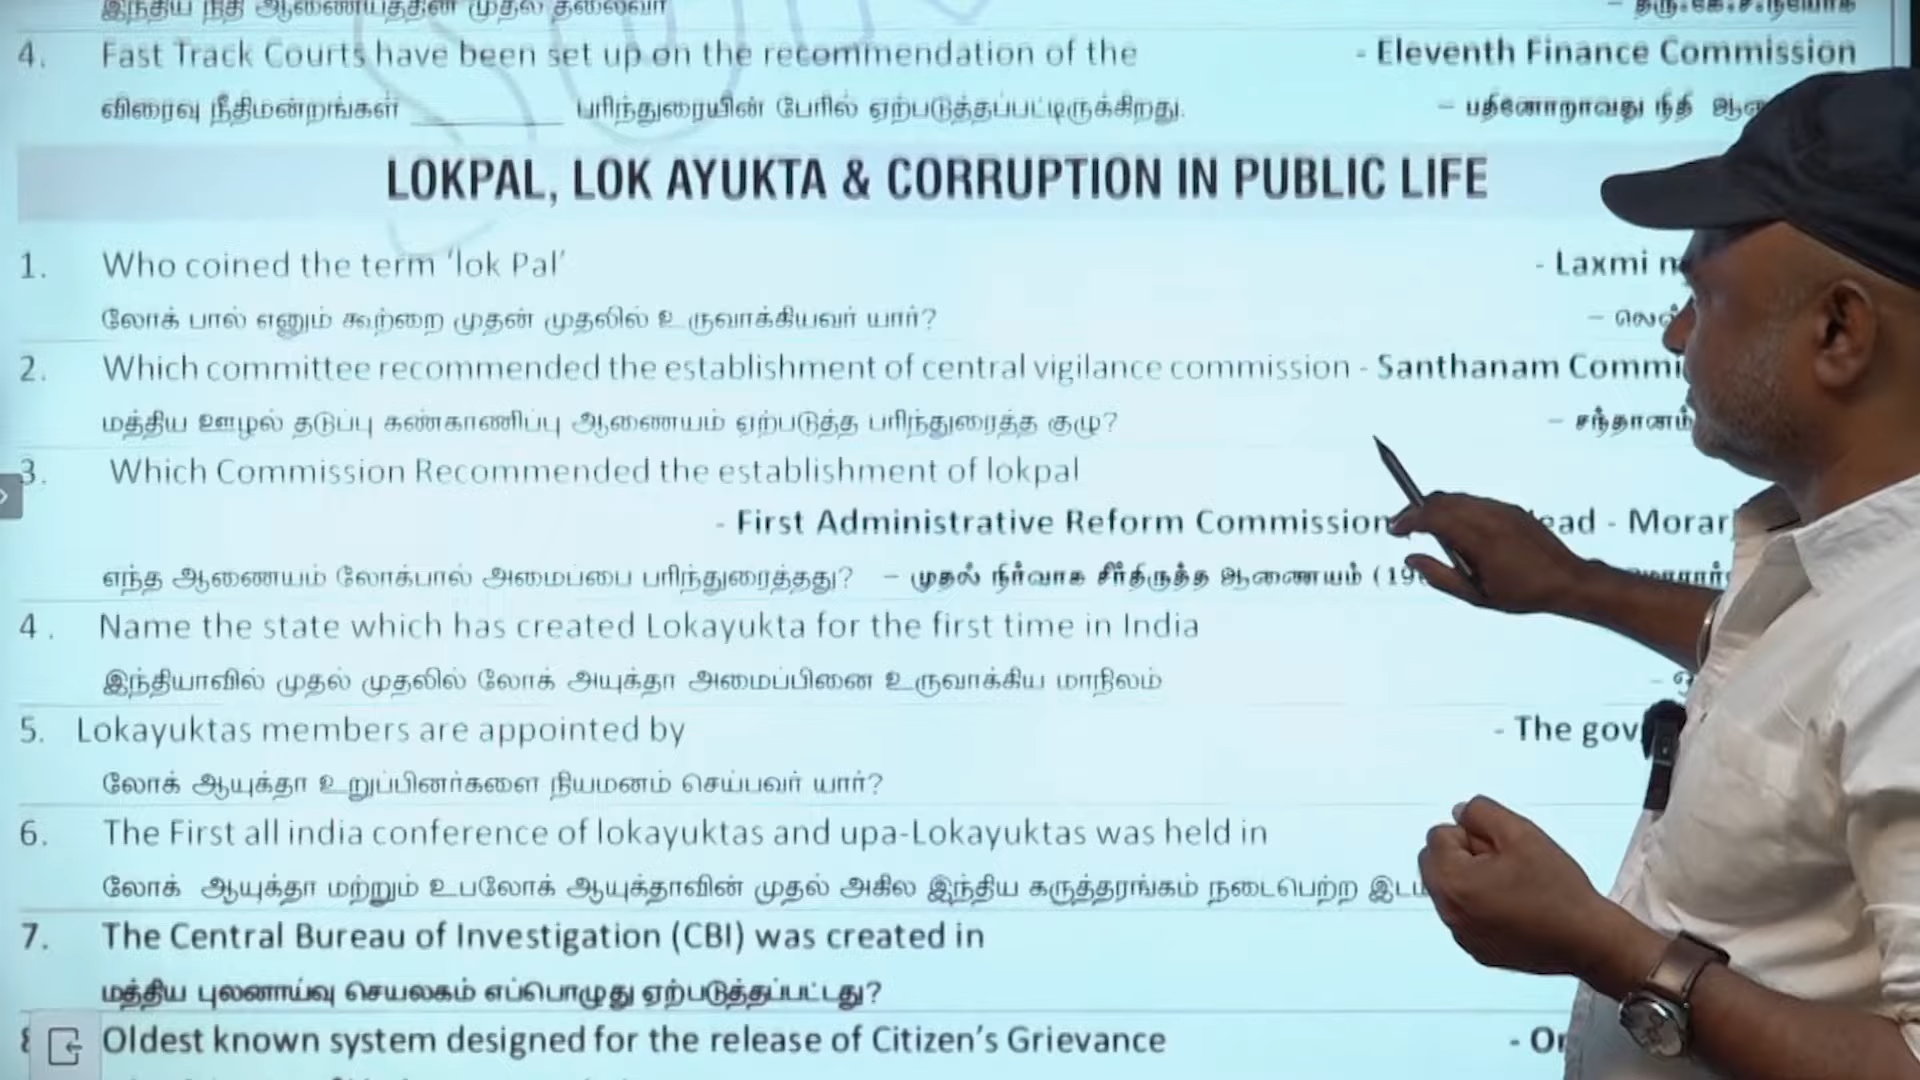 4. Fast Track Courts have been set up on the recommendation of the - Eleventh Finance Commission
விரைவு நீதிமன்றங்கள் ____________ பரிந்துரையின் பேரில் ஏற்படுத்தப்பட்டிருக்கிறது. – பதினோறாவது நிதி
LOKPAL, LOK AYUKTA & CORRUPTION IN PUBLIC LIFE
1. Who coined the term ‘lok Pal’ - Laxmi
லோக் பால் எனும் கூற்றை முதன் முதலில் உருவாக்கியவர் யார்? –
2. Which committee recommended the establishment of central vigilance commission - Santhanam
மத்திய ஊழல் தடுப்பு கண்காணிப்பு ஆணையம் ஏற்படுத்த பரிந்துரைத்த குழு? – சந்தானம்
3. Which Commission Recommended the establishment of lokpal
- First Administrative Reform Commission - 
எந்த ஆணையம் லோக்பால் அமைப்பை பரிந்துரைத்தது? – முதல் நிர்வாக சீர்திருத்த ஆணையம்
4. Name the state which has created Lokayukta for the first time in India
இந்தியாவில் முதல் முதலில் லோக் அயுக்தா அமைப்பினை உருவாக்கிய மாநிலம் –
5. Lokayuktas members are appointed by - The
லோக் ஆயுக்தா உறுப்பினர்களை நியமனம் செய்பவர் யார்?
6. The First all india conference of lokayuktas and upa-Lokayuktas was held in
லோக் ஆயுக்தா மற்றும் உபலோக் ஆயுக்தாவின் முதல் அகில இந்திய கருத்தரங்கம் நடைபெற்ற
7. The Central Bureau of Investigation (CBI) was created in
மத்திய புலனாய்வு செயலகம் எப்பொழுது ஏற்படுத்தப்பட்டது?
Oldest known system designed for the release of Citizen’s Grievance -